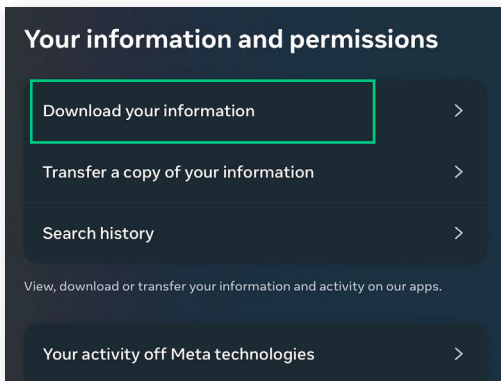 Your information and permissions
Download your information
Transfer a copy of your information
Search history
View, download or transfer your information and activity on our apps.
Your activity off Meta technologies